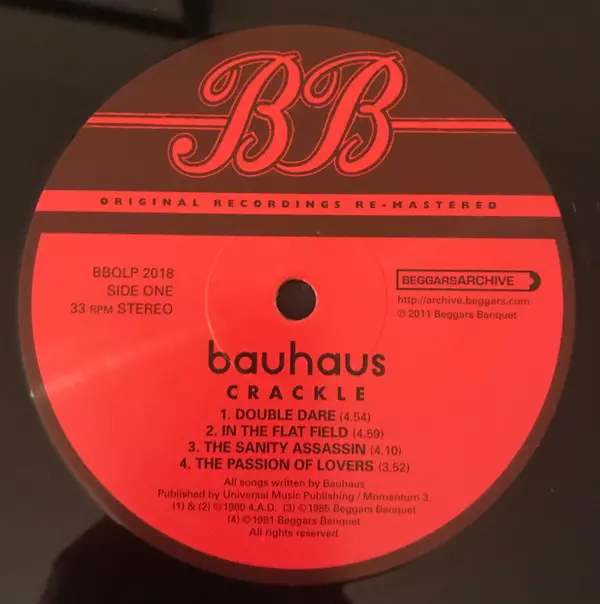 BB
ORIGINAL RECORDINGS RE-MASTERED
BBQLP 2018
SIDE ONE
33 RPM STEREO
BEGGARSARCHIVE
http://archive.beggars.com
℗ 2011 Beggars Banquet
bauhaus
CRACKLE
1. DOUBLE DARE (4.54)
2. IN THE FLAT FIELD (4.59)
3. THE SANITY ASSASSIN (4.10)
4. THE PASSION OF LOVERS (3.52)
All songs written by Bauhaus
Published by Universal Music Publishing / Momentum 3.
(1) & (2) ℗1980 4.A.D. (3) ℗1985 Beggars Banquet
(4) ℗1981 Beggars Banquet
All rights reserved